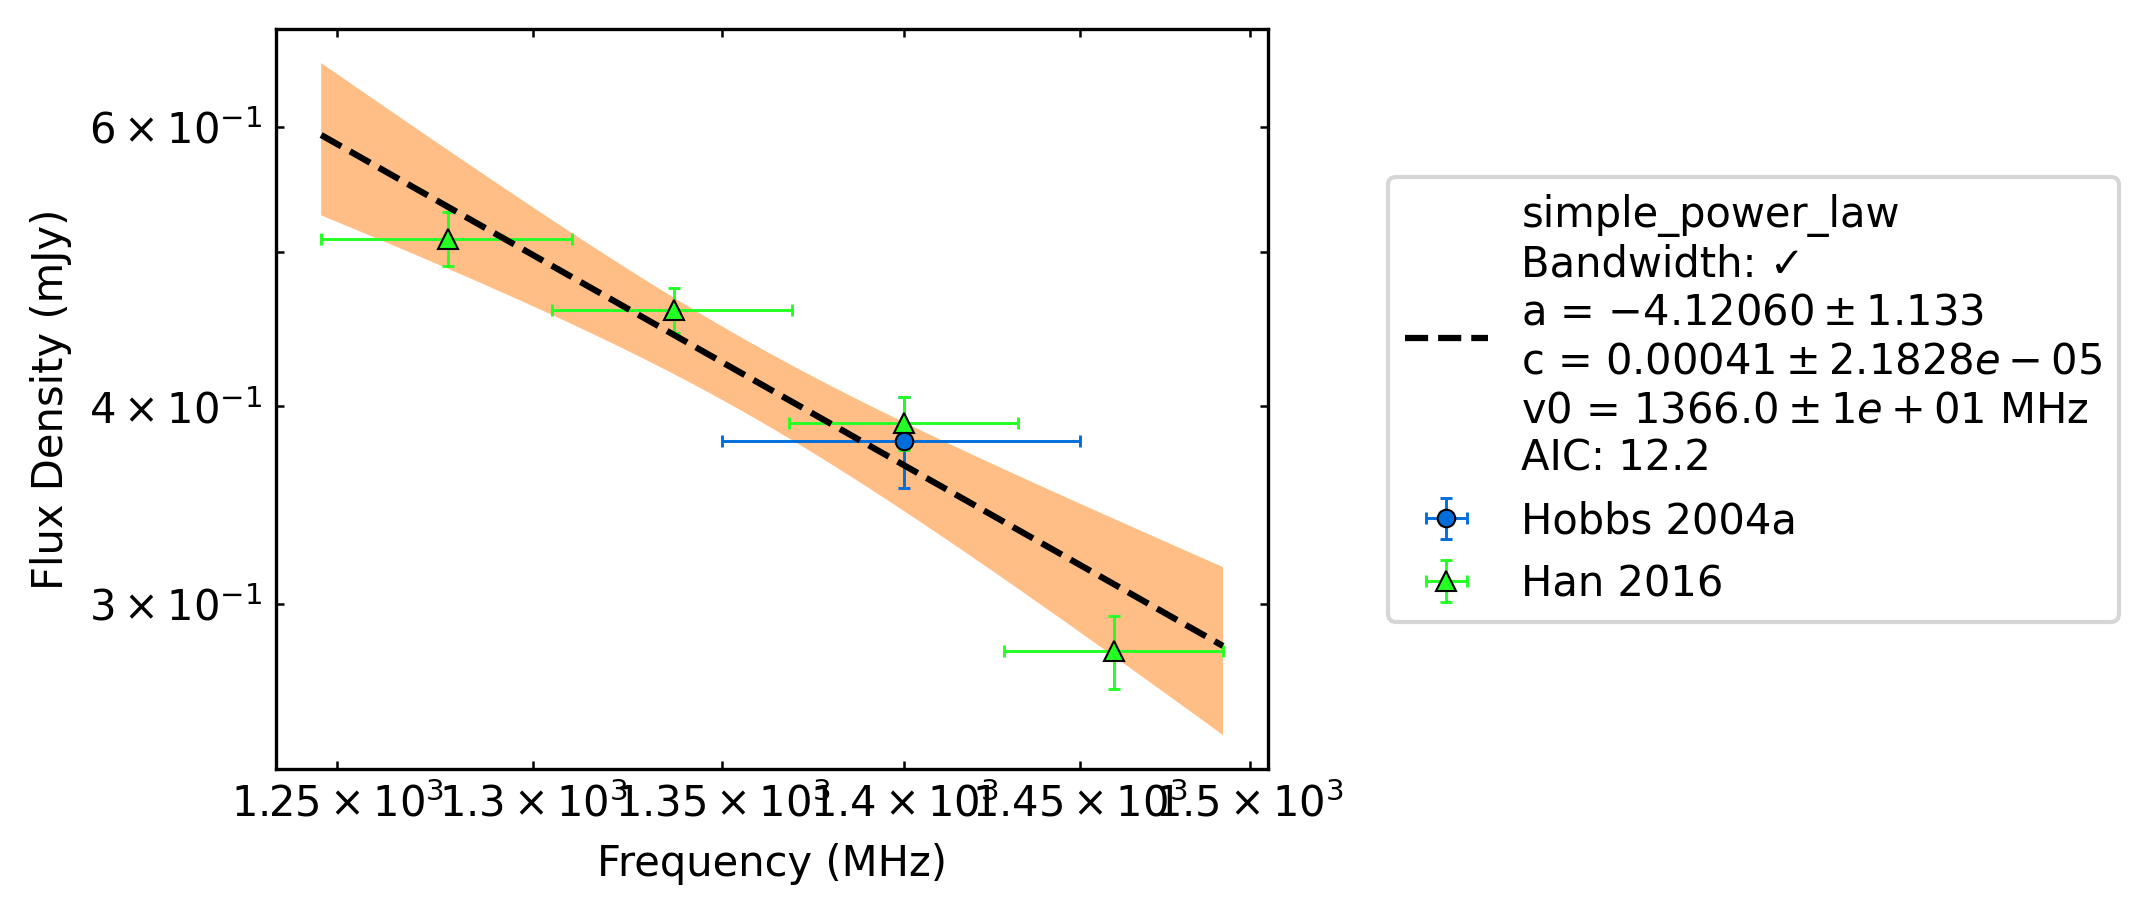 6 × 10⁻¹
4 × 10⁻¹
3 × 10⁻¹
Flux Density (mJy)
1.25 × 10³
1.3 × 10³
1.35 × 10³
1.4 × 10³
1.45 × 10³
1.5 × 10³
Frequency (MHz)
simple_power_law
Bandwidth: ✓
a = −4.12060 ± 1.133
c = 0.00041 ± 2.1828e − 05
v0 = 1366.0 ± 1e + 01 MHz
AIC: 12.2
Hobbs 2004a
Han 2016